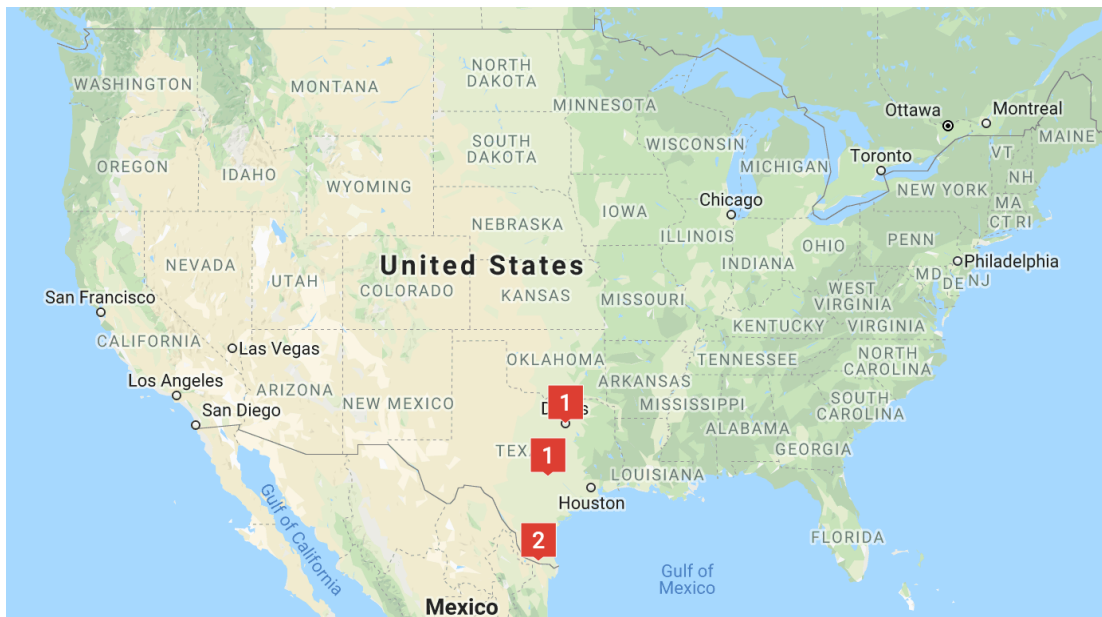 NORTH
DAKOTA
WASHINGTON
MONTANA
MINNESOTA
Ottawa
Montreal
MAINE
SOUTH
DAKOTA
WISCONSIN
MICHIGAN
Toronto
VT
OREGON
IDAHO
WYOMING
NEW YORK
NH
MA
CT RI
Chicago
IOWA
NEBRASKA
ILLINOIS
OHIO
PENN
NEVADA
UTAH
United States
COLORADO
KANSAS
INDIANA
Philadelphia
MD
DE
NJ
San Francisco
MISSOURI
WEST
VIRGINIA
KENTUCKY
VIRGINIA
CALIFORNIA
Las Vegas
OKLAHOMA
TENNESSEE
NORTH
CAROLINA
Los Angeles
ARIZONA
NEW MEXICO
ARKANSAS
MISSISSIPPI
SOUTH
CAROLINA
San Diego
1
ALABAMA
GEORGIA
1
LOUISIANA
Houston
Gulf of California
2
FLORIDA
Gulf of
Mexico
Mexico